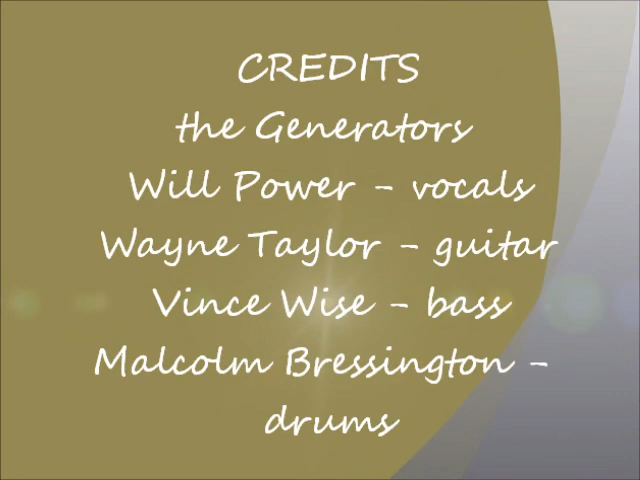 CREDITS
the Generators
Will Power - vocals
Wayne Taylor - guitar
Vince Wise - bass
Malcolm Bressington -
drums